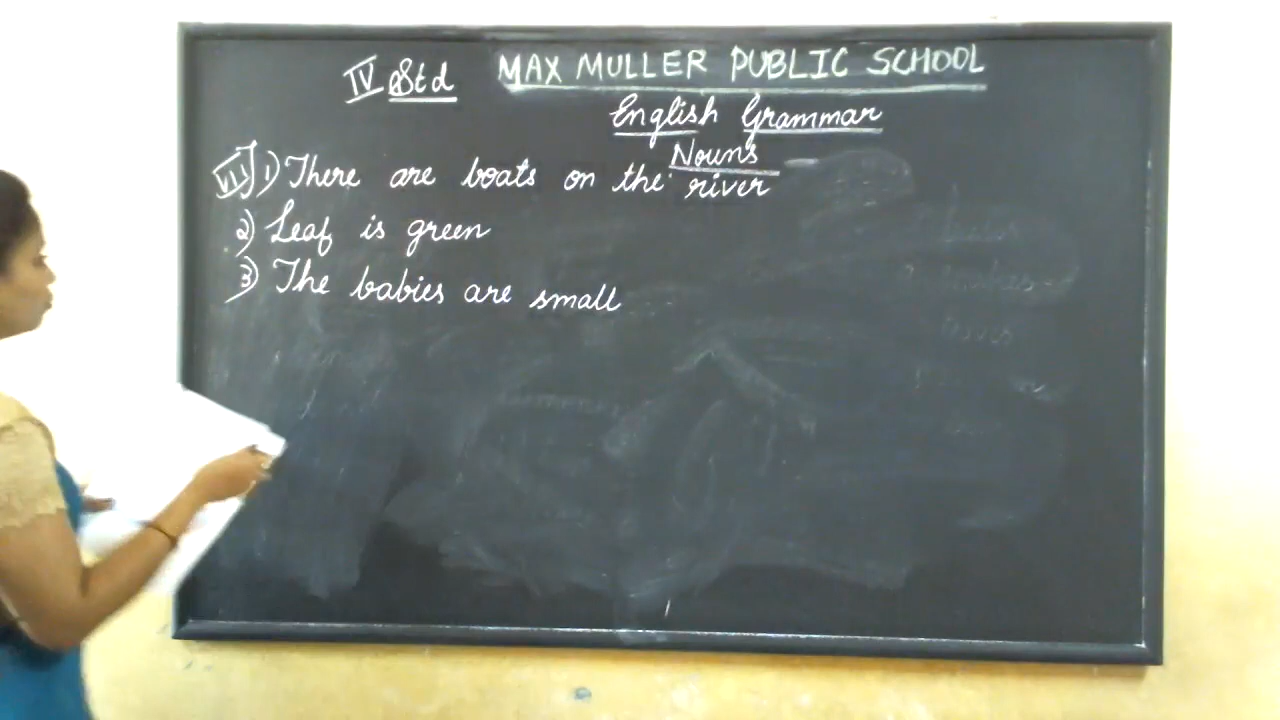 IV Std MAX MULLER PUBLIC SCHOOL
English Grammar
Nouns
VII) 1) There are boats on the river
2) Leaf is green
3) The babies are small